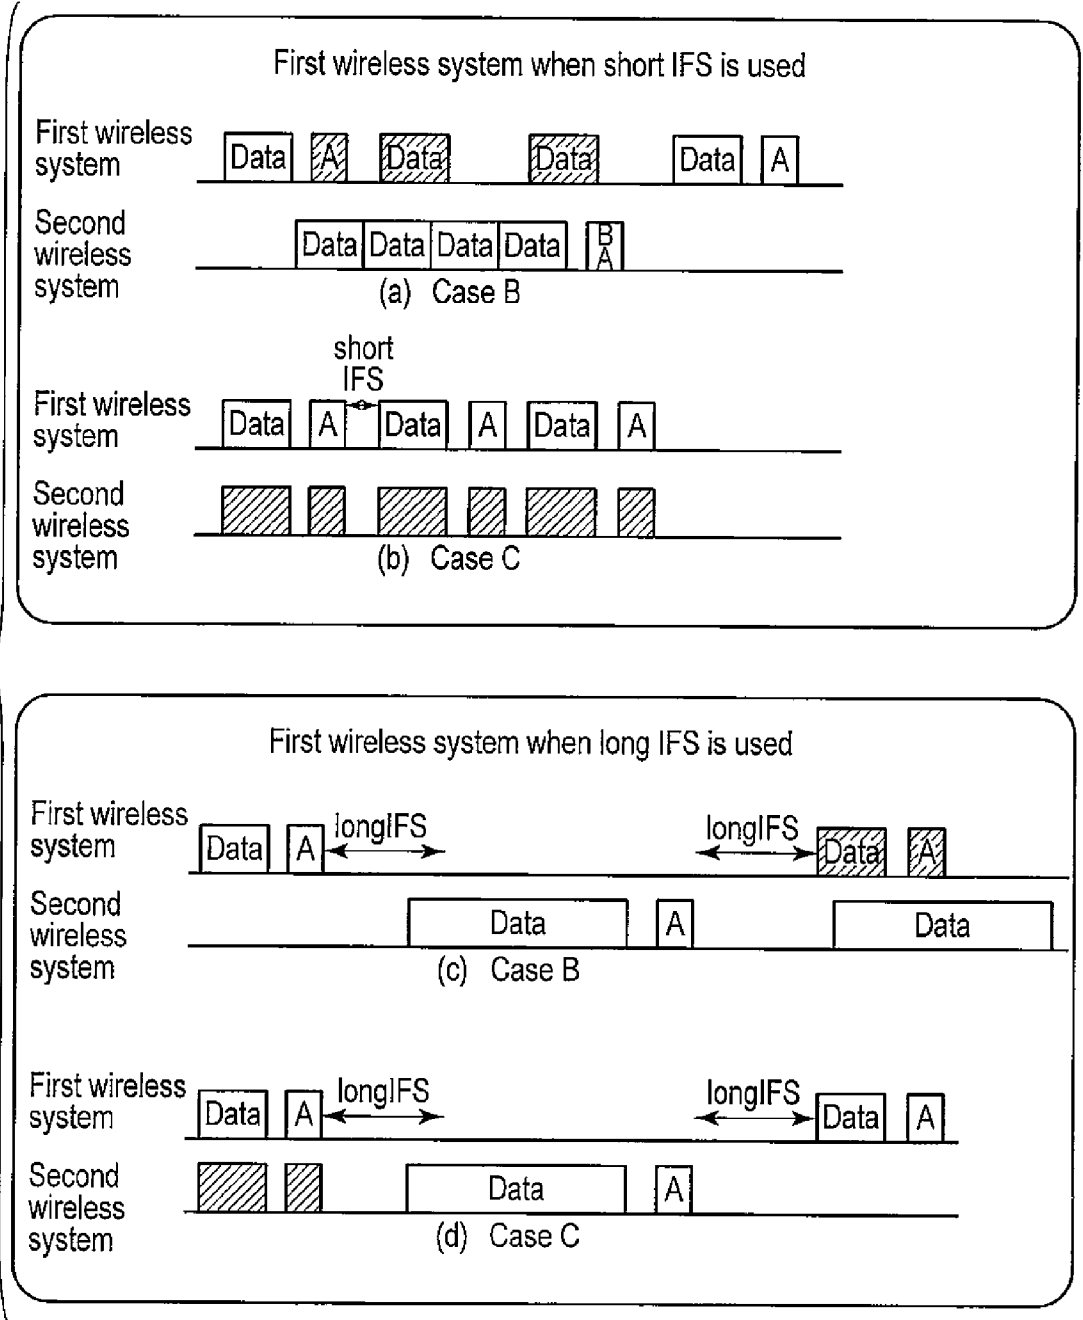 First wireless system when short IFS is used
First wireless
system
Data A Data Data Data A
Second
wireless
system
Data Data Data Data B
A
(a) Case B
short
IFS
First wireless
system
Data A Data A Data A
Second
wireless
system
(b) Case C
First wireless system when long IFS is used
First wireless
system
Data A longIFS longIFS Data A
Second
wireless
system
Data A Data
(c) Case B
First wireless
system
Data A longIFS longIFS Data A
Second
wireless
system
Data A
(d) Case C